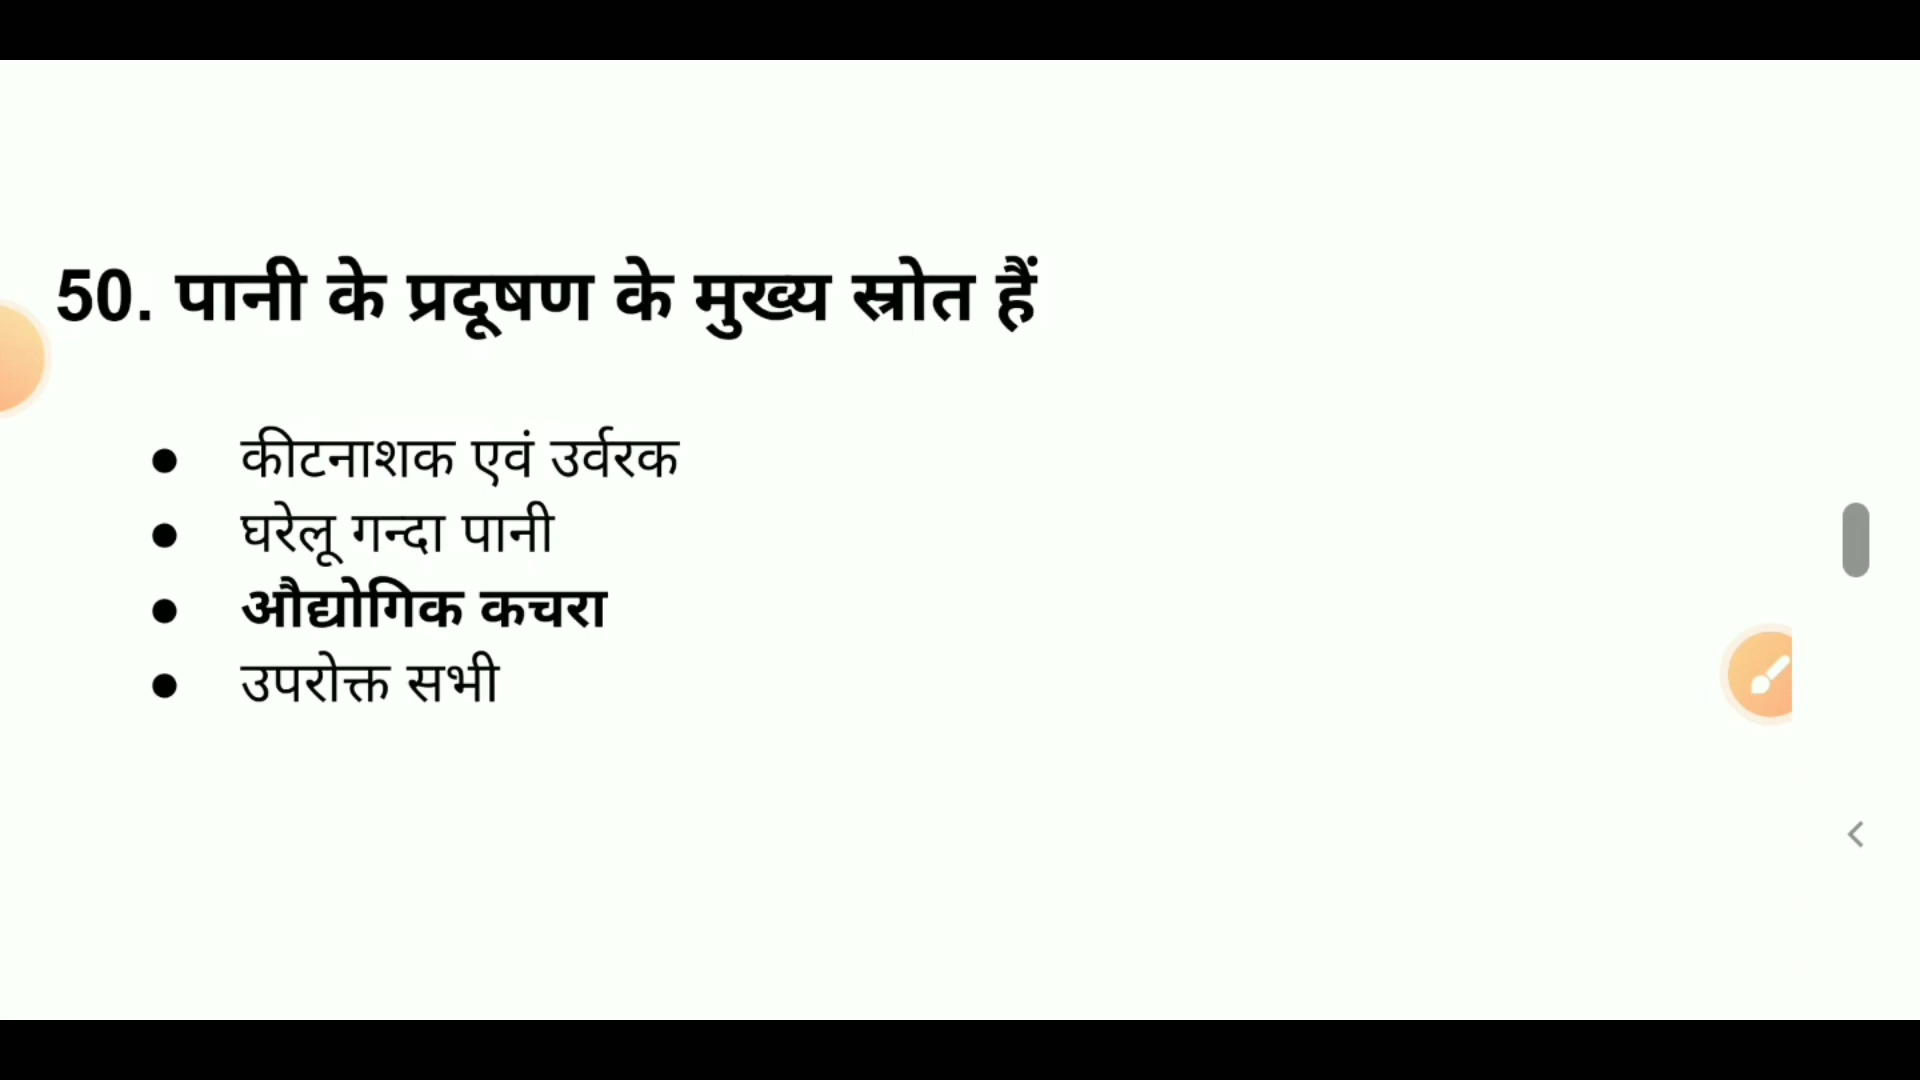 50. पानी के प्रदूषण के मुख्य स्रोत हैं
● कीटनाशक एवं उर्वरक
● घरेलू गन्दा पानी
● औद्योगिक कचरा
● उपरोक्त सभी